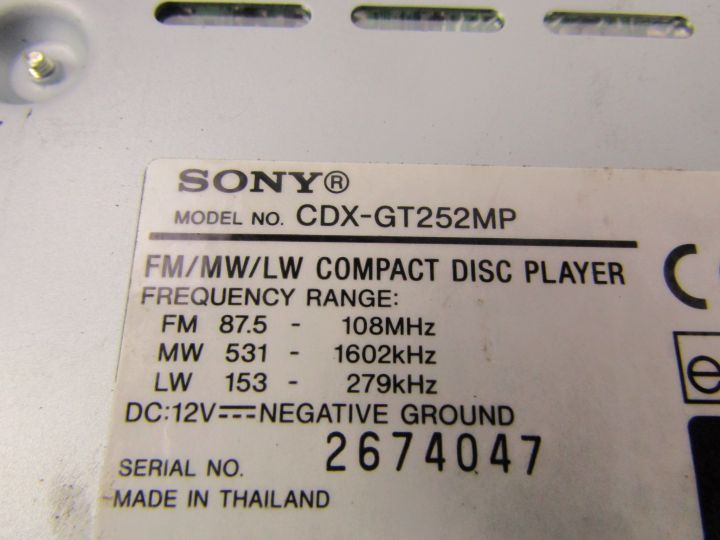 SONY®
MODEL NO. CDX-GT252MP
FM/MW/LW COMPACT DISC PLAYER
FREQUENCY RANGE:
FM 87.5 - 108MHz
MW 531 - 1602kHz
LW 153 - 279kHz
DC:12V⎓NEGATIVE GROUND
SERIAL NO. 2674047
MADE IN THAILAND
C
e